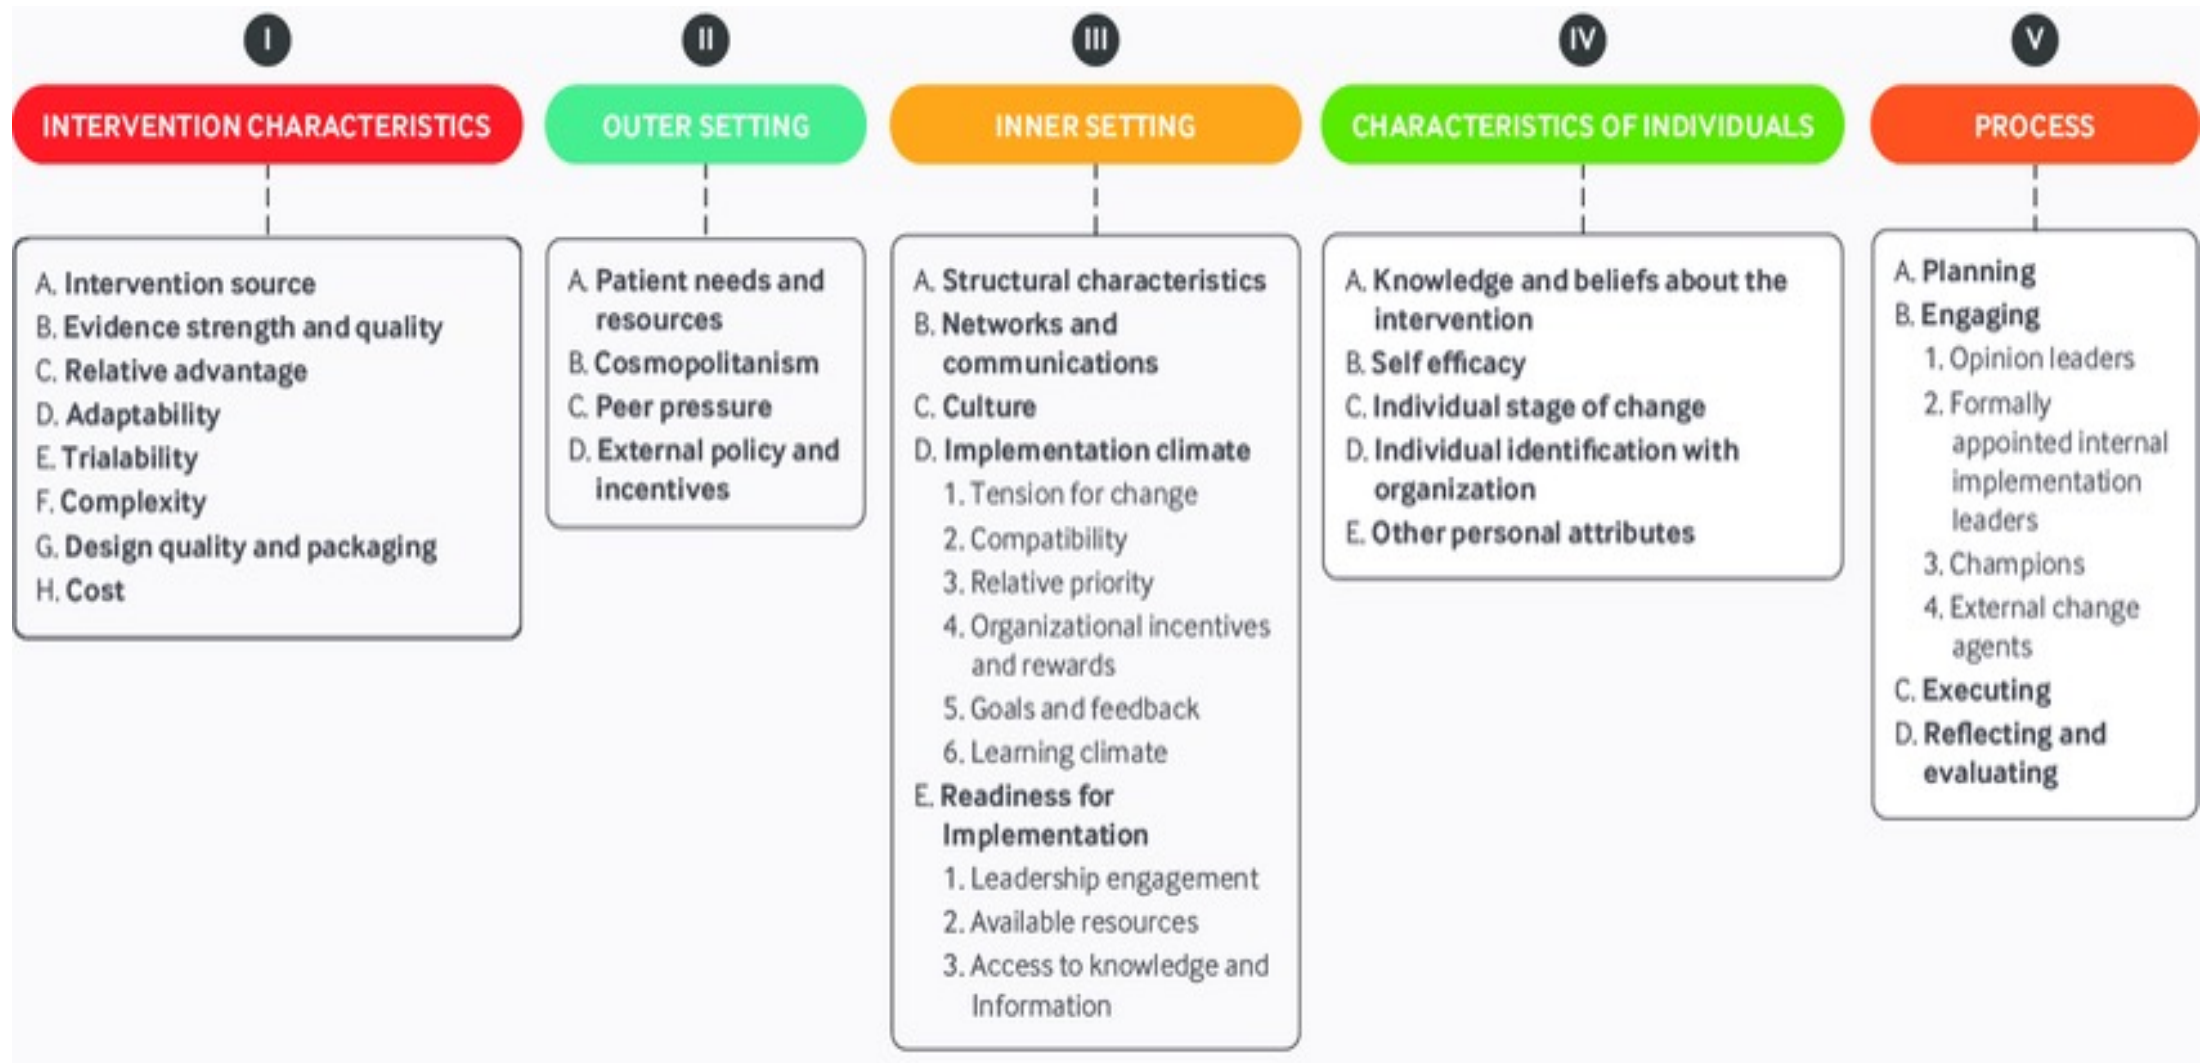 I
INTERVENTION CHARACTERISTICS
A. Intervention source
B. Evidence strength and quality
C. Relative advantage
D. Adaptability
E. Trialability
F. Complexity
G. Design quality and packaging
H. Cost
II
OUTER SETTING
A. Patient needs and
resources
B. Cosmopolitanism
C. Peer pressure
D. External policy and
incentives
III
INNER SETTING
A. Structural characteristics
B. Networks and
communications
C. Culture
D. Implementation climate
1. Tension for change
2. Compatibility
3. Relative priority
4. Organizational incentives
and rewards
5. Goals and feedback
6. Learning climate
E. Readiness for
Implementation
1. Leadership engagement
2. Available resources
3. Access to knowledge and
Information
IV
CHARACTERISTICS OF INDIVIDUALS
A. Knowledge and beliefs about the
intervention
B. Self efficacy
C. Individual stage of change
D. Individual identification with
organization
E. Other personal attributes
V
PROCESS
A. Planning
B. Engaging
1. Opinion leaders
2. Formally
appointed internal
implementation
leaders
3. Champions
4. External change
agents
C. Executing
D. Reflecting and
evaluating